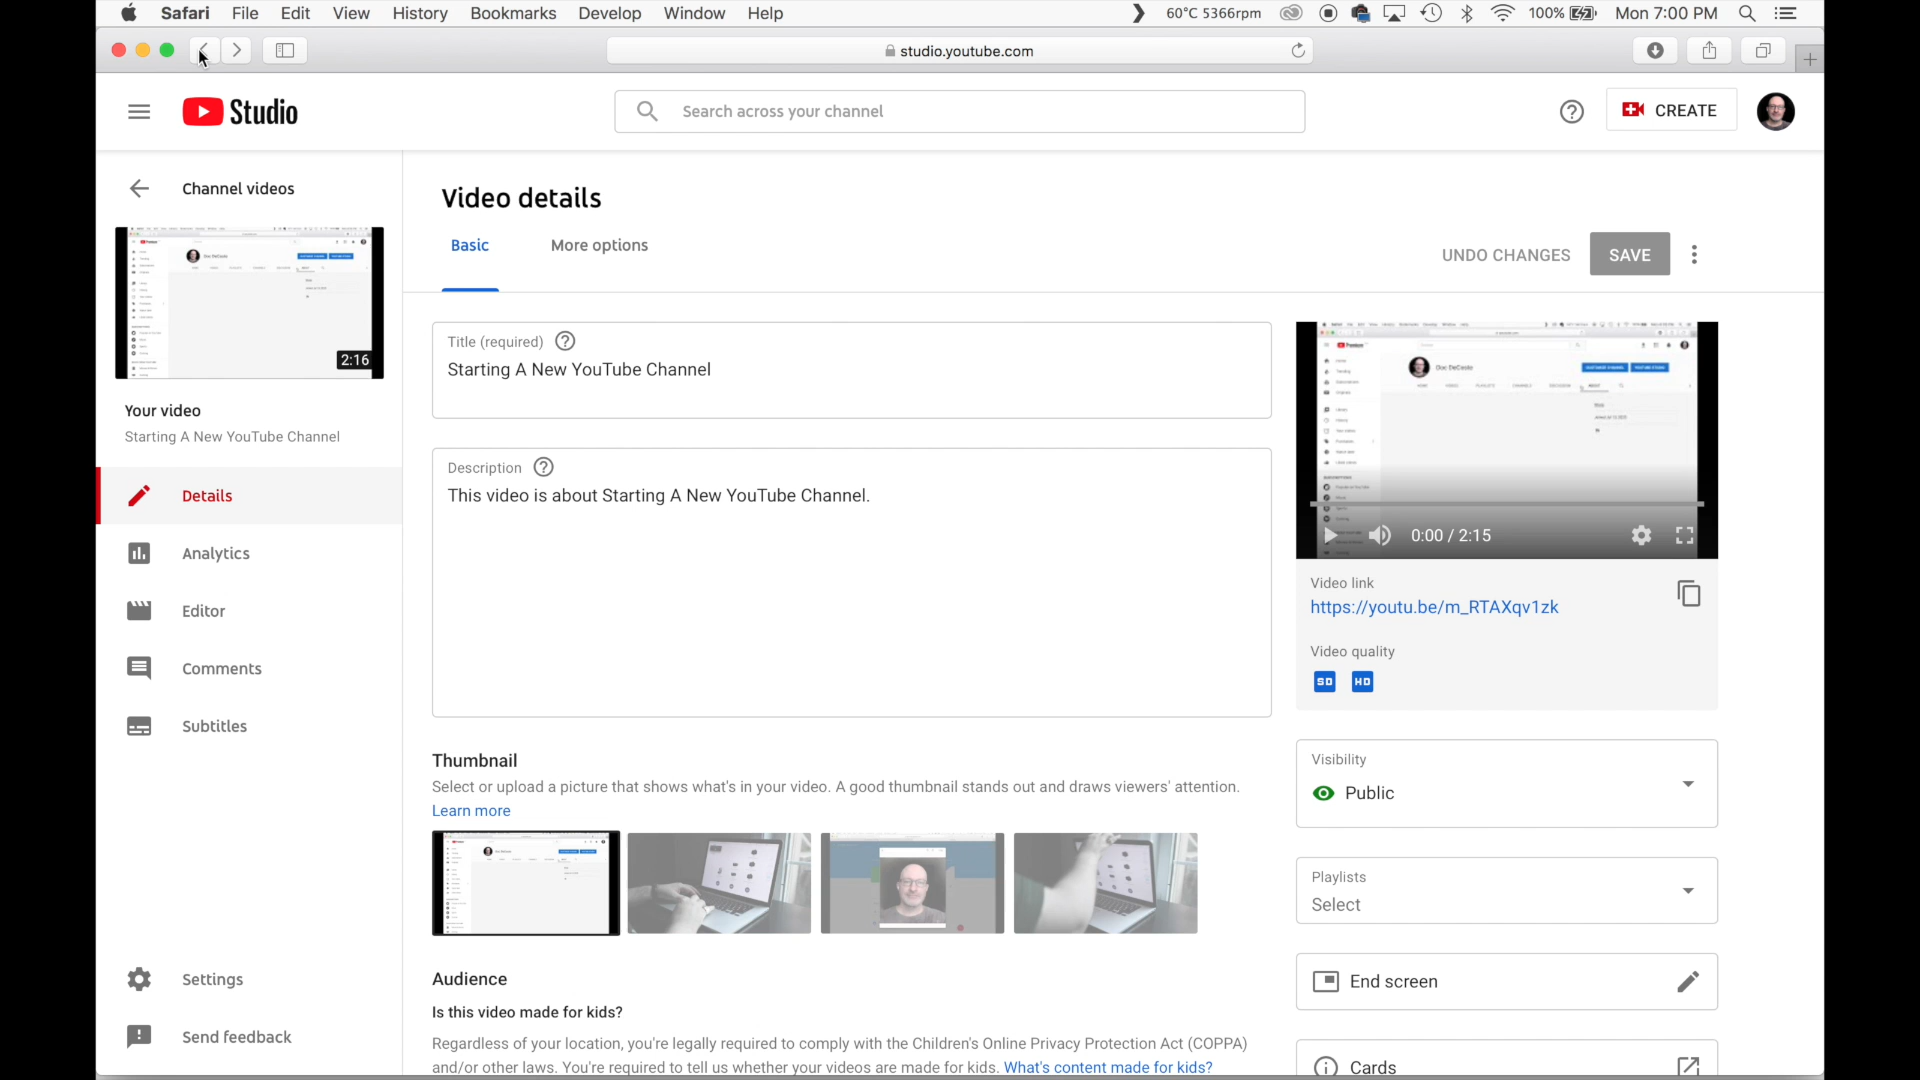 Safari File Edit View History Bookmarks Develop Window Help 60°C 5366rpm 100% Mon 7:00 PM
studio.youtube.com
Studio
Search across your channel
CREATE
Channel videos
2:16
Your video
Starting A New YouTube Channel
Details
Analytics
Editor
Comments
Subtitles
Settings
Send feedback
Video details
Basic More options
UNDO CHANGES SAVE
Title (required)
Starting A New YouTube Channel
Description
This video is about Starting A New YouTube Channel.
Thumbnail
Select or upload a picture that shows what's in your video. A good thumbnail stands out and draws viewers' attention.
Learn more
Audience
Is this video made for kids?
Regardless of your location, you're legally required to comply with the Children's Online Privacy Protection Act (COPPA)
and/or other laws. You're required to tell us whether your videos are made for kids. What's content made for kids?
0:00 / 2:15
Video link
https://youtu.be/m_RTAXqv1zk
Video quality
SD HD
Visibility
Public
Playlists
Select
End screen
Cards